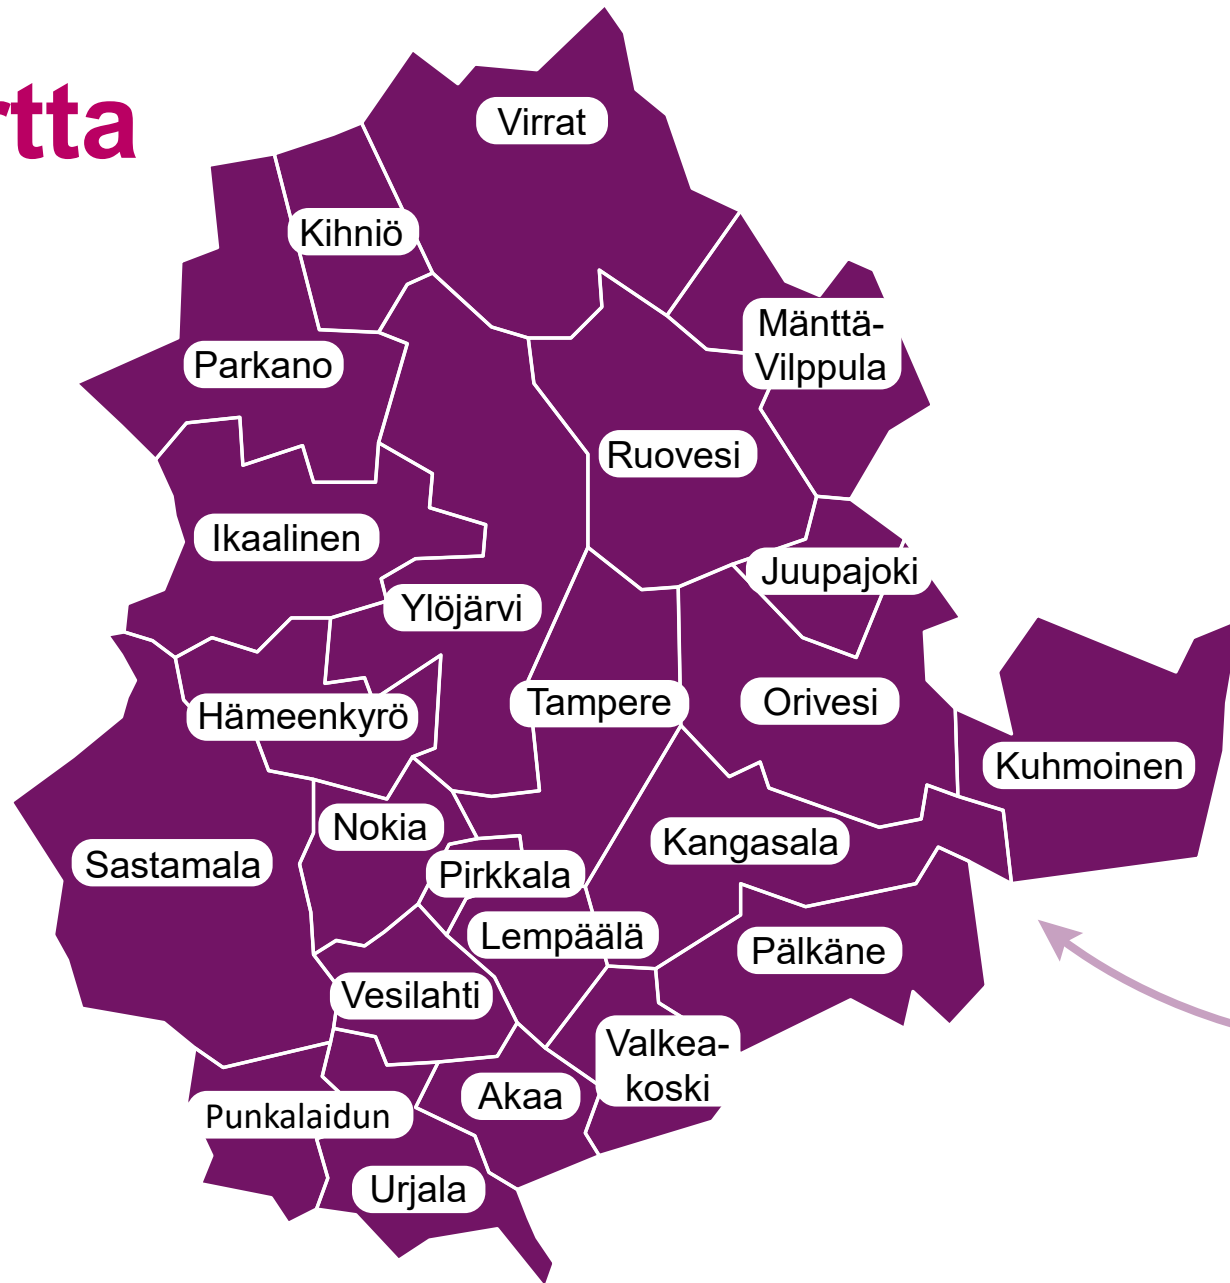 rtta
Virrat
Kihniö
Mänttä-
Vilppula
Parkano
Ruovesi
Ikaalinen
Juupajoki
Ylöjärvi
Hämeenkyrö
Tampere
Orivesi
Kuhmoinen
Nokia
Kangasala
Sastamala
Pirkkala
Lempäälä
Pälkäne
Vesilahti
Valkea-
koski
Akaa
Punkalaidun
Urjala